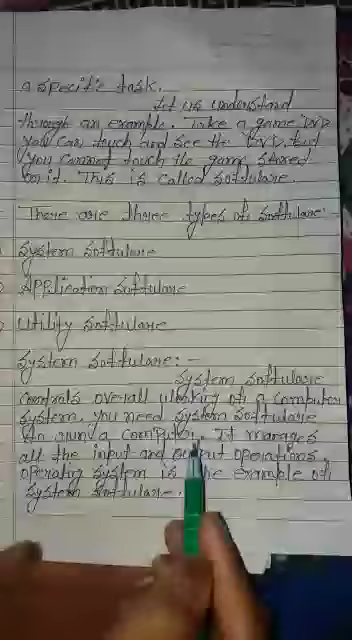 a specific task.
Let us understand
through an example. Take a game DVD
you can touch and see the DVD, but
you cannot touch the game stored
on it. This is called software.
There are three types of software:-
System software
Application software
Utility software
System software:-
System software
controls overall working of a computer
system. You need system software
to run a computer. It manages
all the input and output operations.
operating system is the example of
system software.